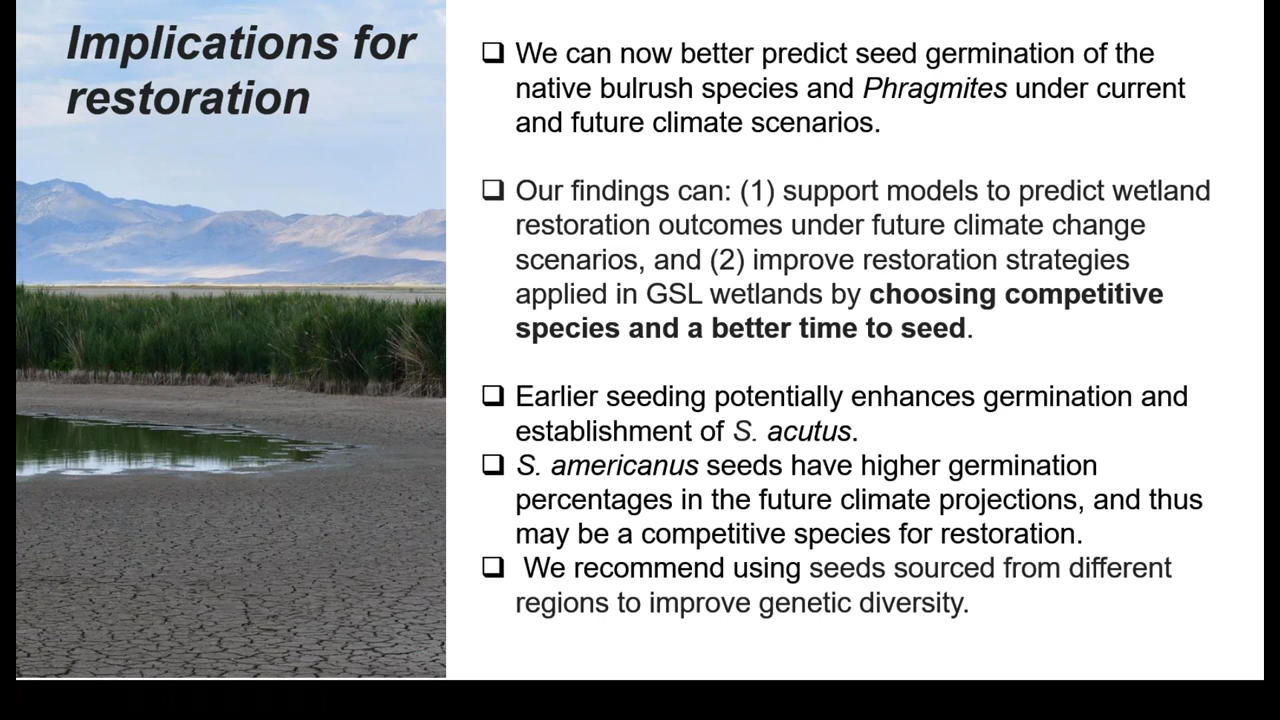 Implications for
restoration
❑ We can now better predict seed germination of the
native bulrush species and Phragmites under current
and future climate scenarios.
❑ Our findings can: (1) support models to predict wetland
restoration outcomes under future climate change
scenarios, and (2) improve restoration strategies
applied in GSL wetlands by choosing competitive
species and a better time to seed.
❑ Earlier seeding potentially enhances germination and
establishment of S. acutus.
❑ S. americanus seeds have higher germination
percentages in the future climate projections, and thus
may be a competitive species for restoration.
❑ We recommend using seeds sourced from different
regions to improve genetic diversity.